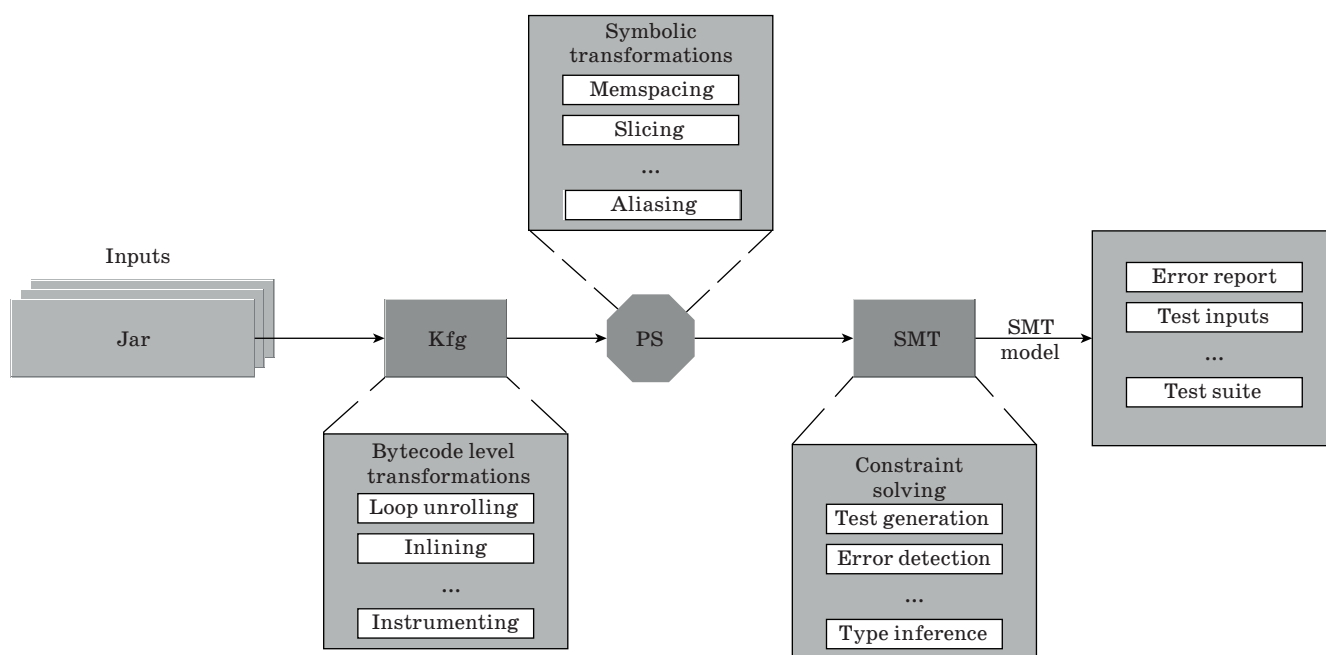 Symbolic
transformations
Memspacing
Slicing
...
Aliasing
Inputs
Jar
Kfg
PS
SMT
SMT
model
Error report
Test inputs
...
Test suite
Bytecode level
transformations
Loop unrolling
Inlining
...
Instrumenting
Constraint
solving
Test generation
Error detection
...
Type inference